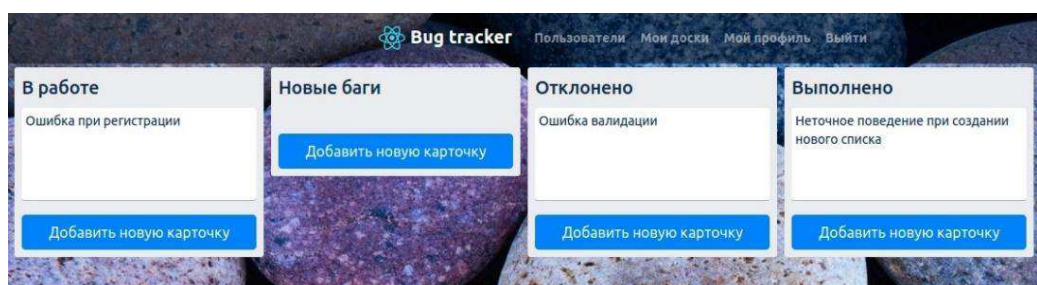 Bug tracker Пользователи Мои доски Мой профиль Выйти
В работе
Ошибка при регистрации
Добавить новую карточку
Новые баги
Добавить новую карточку
Отклонено
Ошибка валидации
Добавить новую карточку
Выполнено
Неточное поведение при создании
нового списка
Добавить новую карточку